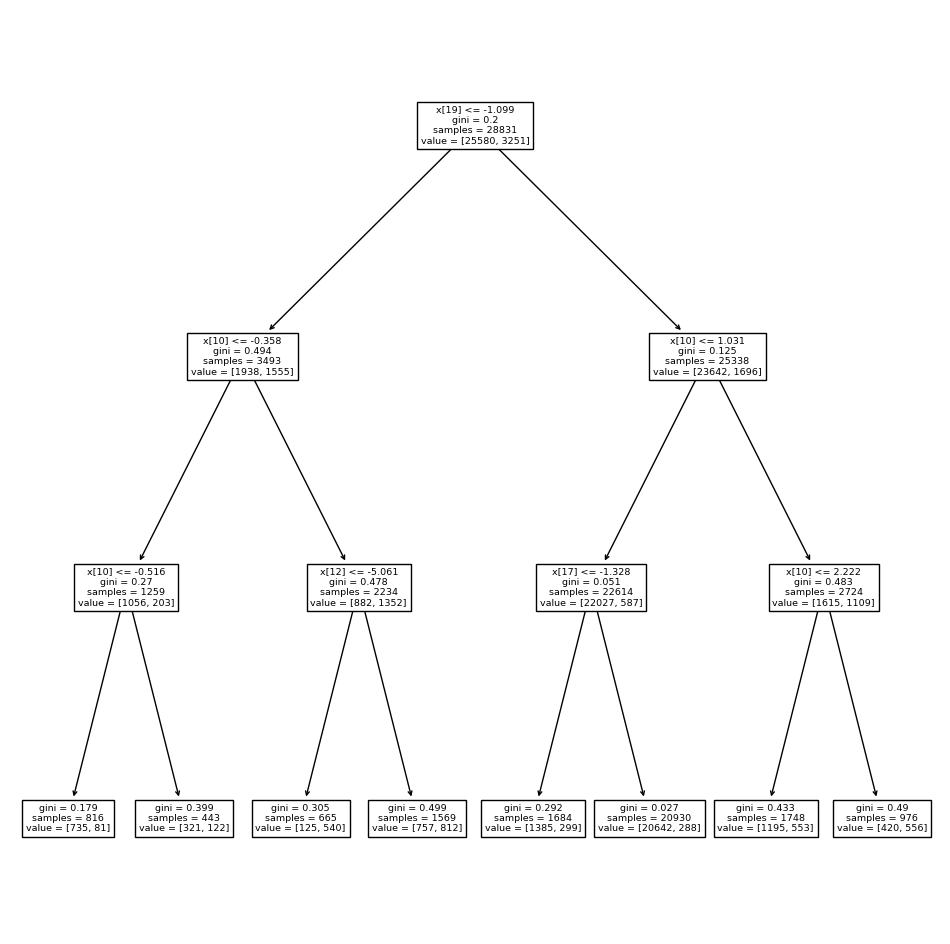 x[19] <= -1.099
gini = 0.2
samples = 28831
value = [25580, 3251]
x[10] <= -0.358
gini = 0.494
samples = 3493
value = [1938, 1555]
x[10] <= 1.031
gini = 0.125
samples = 25338
value = [23642, 1696]
x[10] <= -0.516
gini = 0.27
samples = 1259
value = [1056, 203]
x[12] <= -5.061
gini = 0.478
samples = 2234
value = [882, 1352]
x[17] <= -1.328
gini = 0.051
samples = 22614
value = [22027, 587]
x[10] <= 2.222
gini = 0.483
samples = 2724
value = [1615, 1109]
gini = 0.179
samples = 816
value = [735, 81]
gini = 0.399
samples = 443
value = [321, 122]
gini = 0.305
samples = 665
value = [125, 540]
gini = 0.499
samples = 1569
value = [757, 812]
gini = 0.292
samples = 1684
value = [1385, 299]
gini = 0.027
samples = 20930
value = [20642, 288]
gini = 0.433
samples = 1748
value = [1195, 553]
gini = 0.49
samples = 976
value = [420, 556]